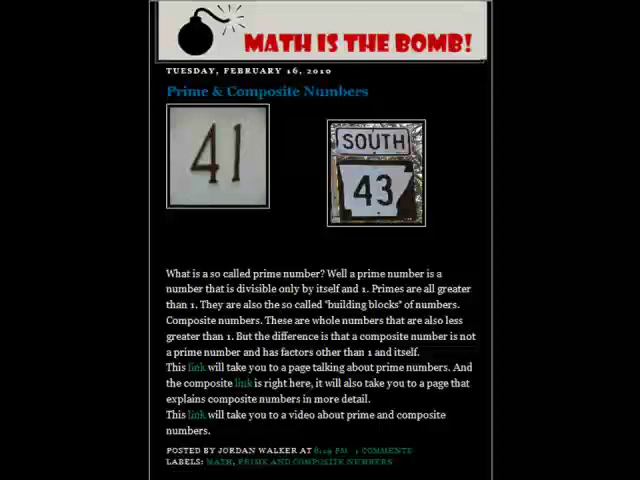 MATH IS THE BOMB!
TUESDAY, FEBRUARY 16, 2010
Prime & Composite Numbers
41
SOUTH
43
What is a so called prime number? Well a prime number is a
number that is divisible only by itself and 1. Primes are all greater
than 1. They are also the so called "building blocks" of numbers.
Composite numbers. These are whole numbers that are also less
greater than 1. But the difference is that a composite number is not
a prime number and has factors other than 1 and itself.
This link will take you to a page talking about prime numbers. And
the composite link is right here, it will also take you to a page that
explains composite numbers in more detail.
This link will take you to a video about prime and composite
numbers.
POSTED BY JORDAN WALKER AT PM 1 COMMENTS
LABELS: MATH, PRIME AND COMPOSITE NUMBERS